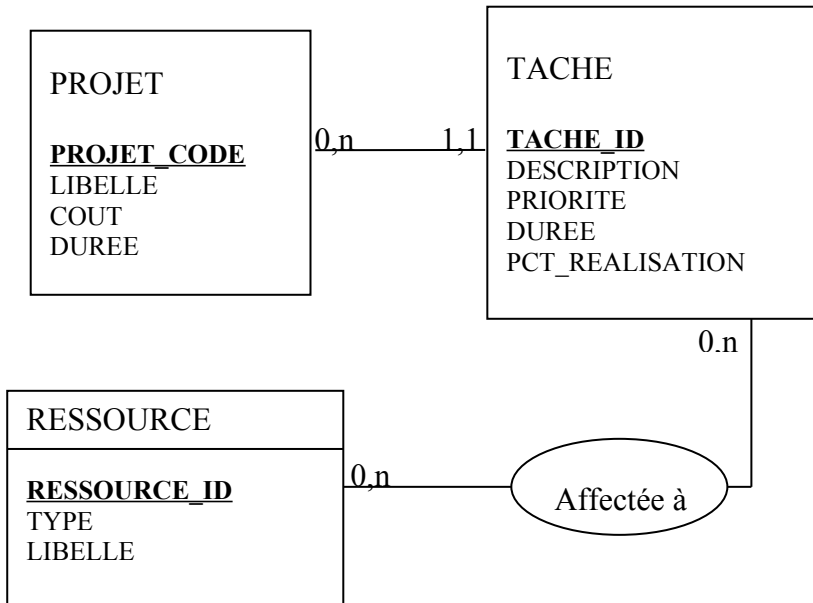 PROJET
PROJET_CODE
LIBELLE
COUT
DUREE
0,n
1,1
TACHE
TACHE_ID
DESCRIPTION
PRIORITE
DUREE
PCT_REALISATION
0,n
RESSOURCE
RESSOURCE_ID
TYPE
LIBELLE
0,n
Affectée à